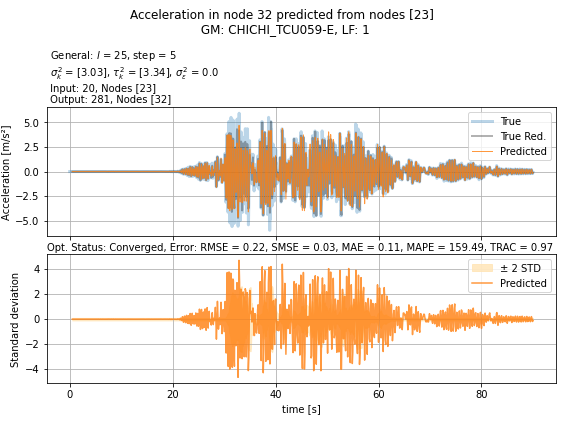 Acceleration in node 32 predicted from nodes [23]
GM: CHICHI_TCU059-E, LF: 1
General: l = 25, step = 5
σ²ₖ = [3.03], τ²ₖ = [3.34], σ²ε = 0.0
Input: 20, Nodes [23]
Output: 281, Nodes [32]
Acceleration [m/s²]
5.0
2.5
0.0
−2.5
−5.0
True
True Red.
Predicted
Opt. Status: Converged, Error: RMSE = 0.22, SMSE = 0.03, MAE = 0.11, MAPE = 159.49, TRAC = 0.97
Standard deviation
4
2
0
−2
−4
± 2 STD
Predicted
0
20
40
60
80
time [s]